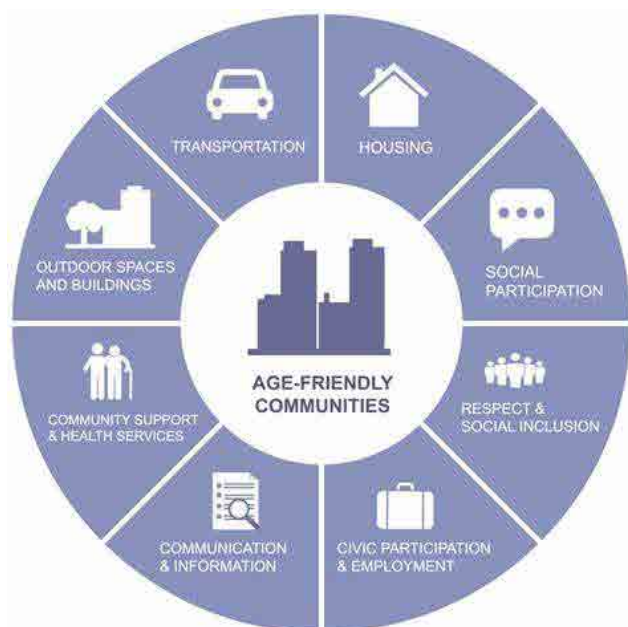 TRANSPORTATION
HOUSING
OUTDOOR SPACES
AND BUILDINGS
SOCIAL
PARTICIPATION
AGE-FRIENDLY
COMMUNITIES
COMMUNITY SUPPORT
& HEALTH SERVICES
RESPECT &
SOCIAL INCLUSION
COMMUNICATION
& INFORMATION
CIVIC PARTICIPATION
& EMPLOYMENT